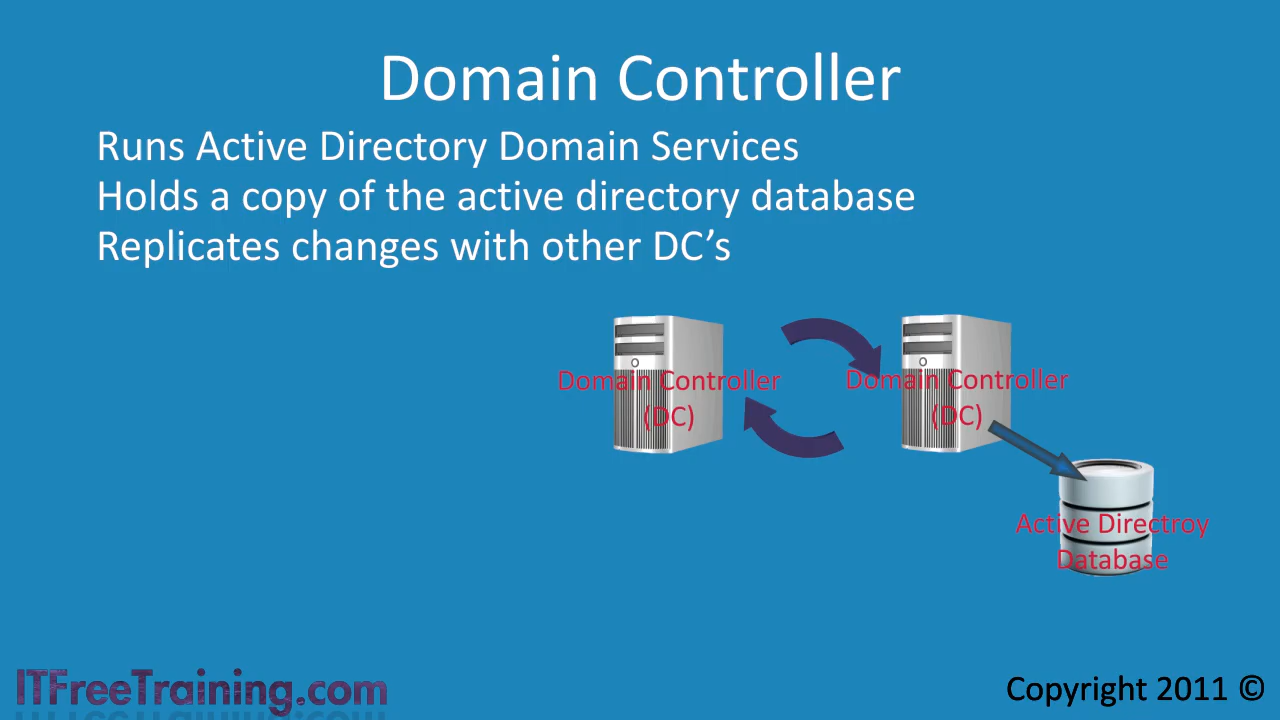 Domain Controller
Runs Active Directory Domain Services
Holds a copy of the active directory database
Replicates changes with other DC’s
Domain Controller
(DC)
Domain Controller
(DC)
Active Directroy
Database
ITFreeTraining.com
Copyright 2011 ©